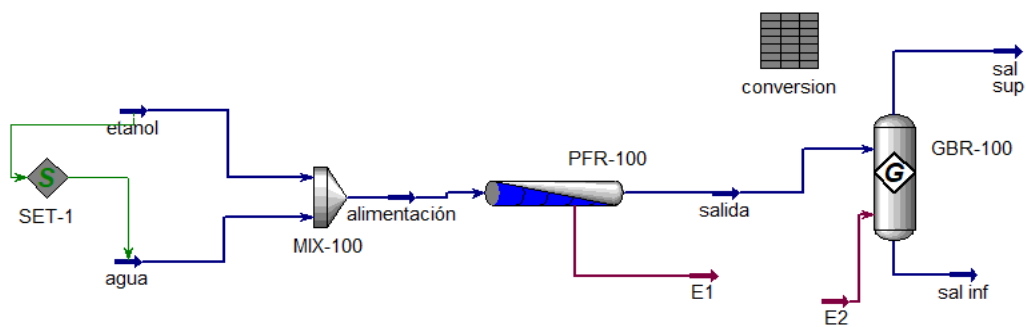 conversion
sal
sup
etanol
S
SET-1
agua
MIX-100
alimentación
PFR-100
salida
E1
GBR-100
G
E2
sal inf